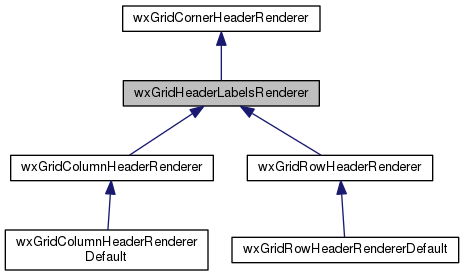 wxGridCornerHeaderRenderer
wxGridHeaderLabelsRenderer
wxGridColumnHeaderRenderer
wxGridRowHeaderRenderer
wxGridColumnHeaderRenderer
Default
wxGridRowHeaderRendererDefault